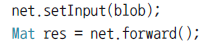 net.setInput(blob);
Mat res = net.forward();